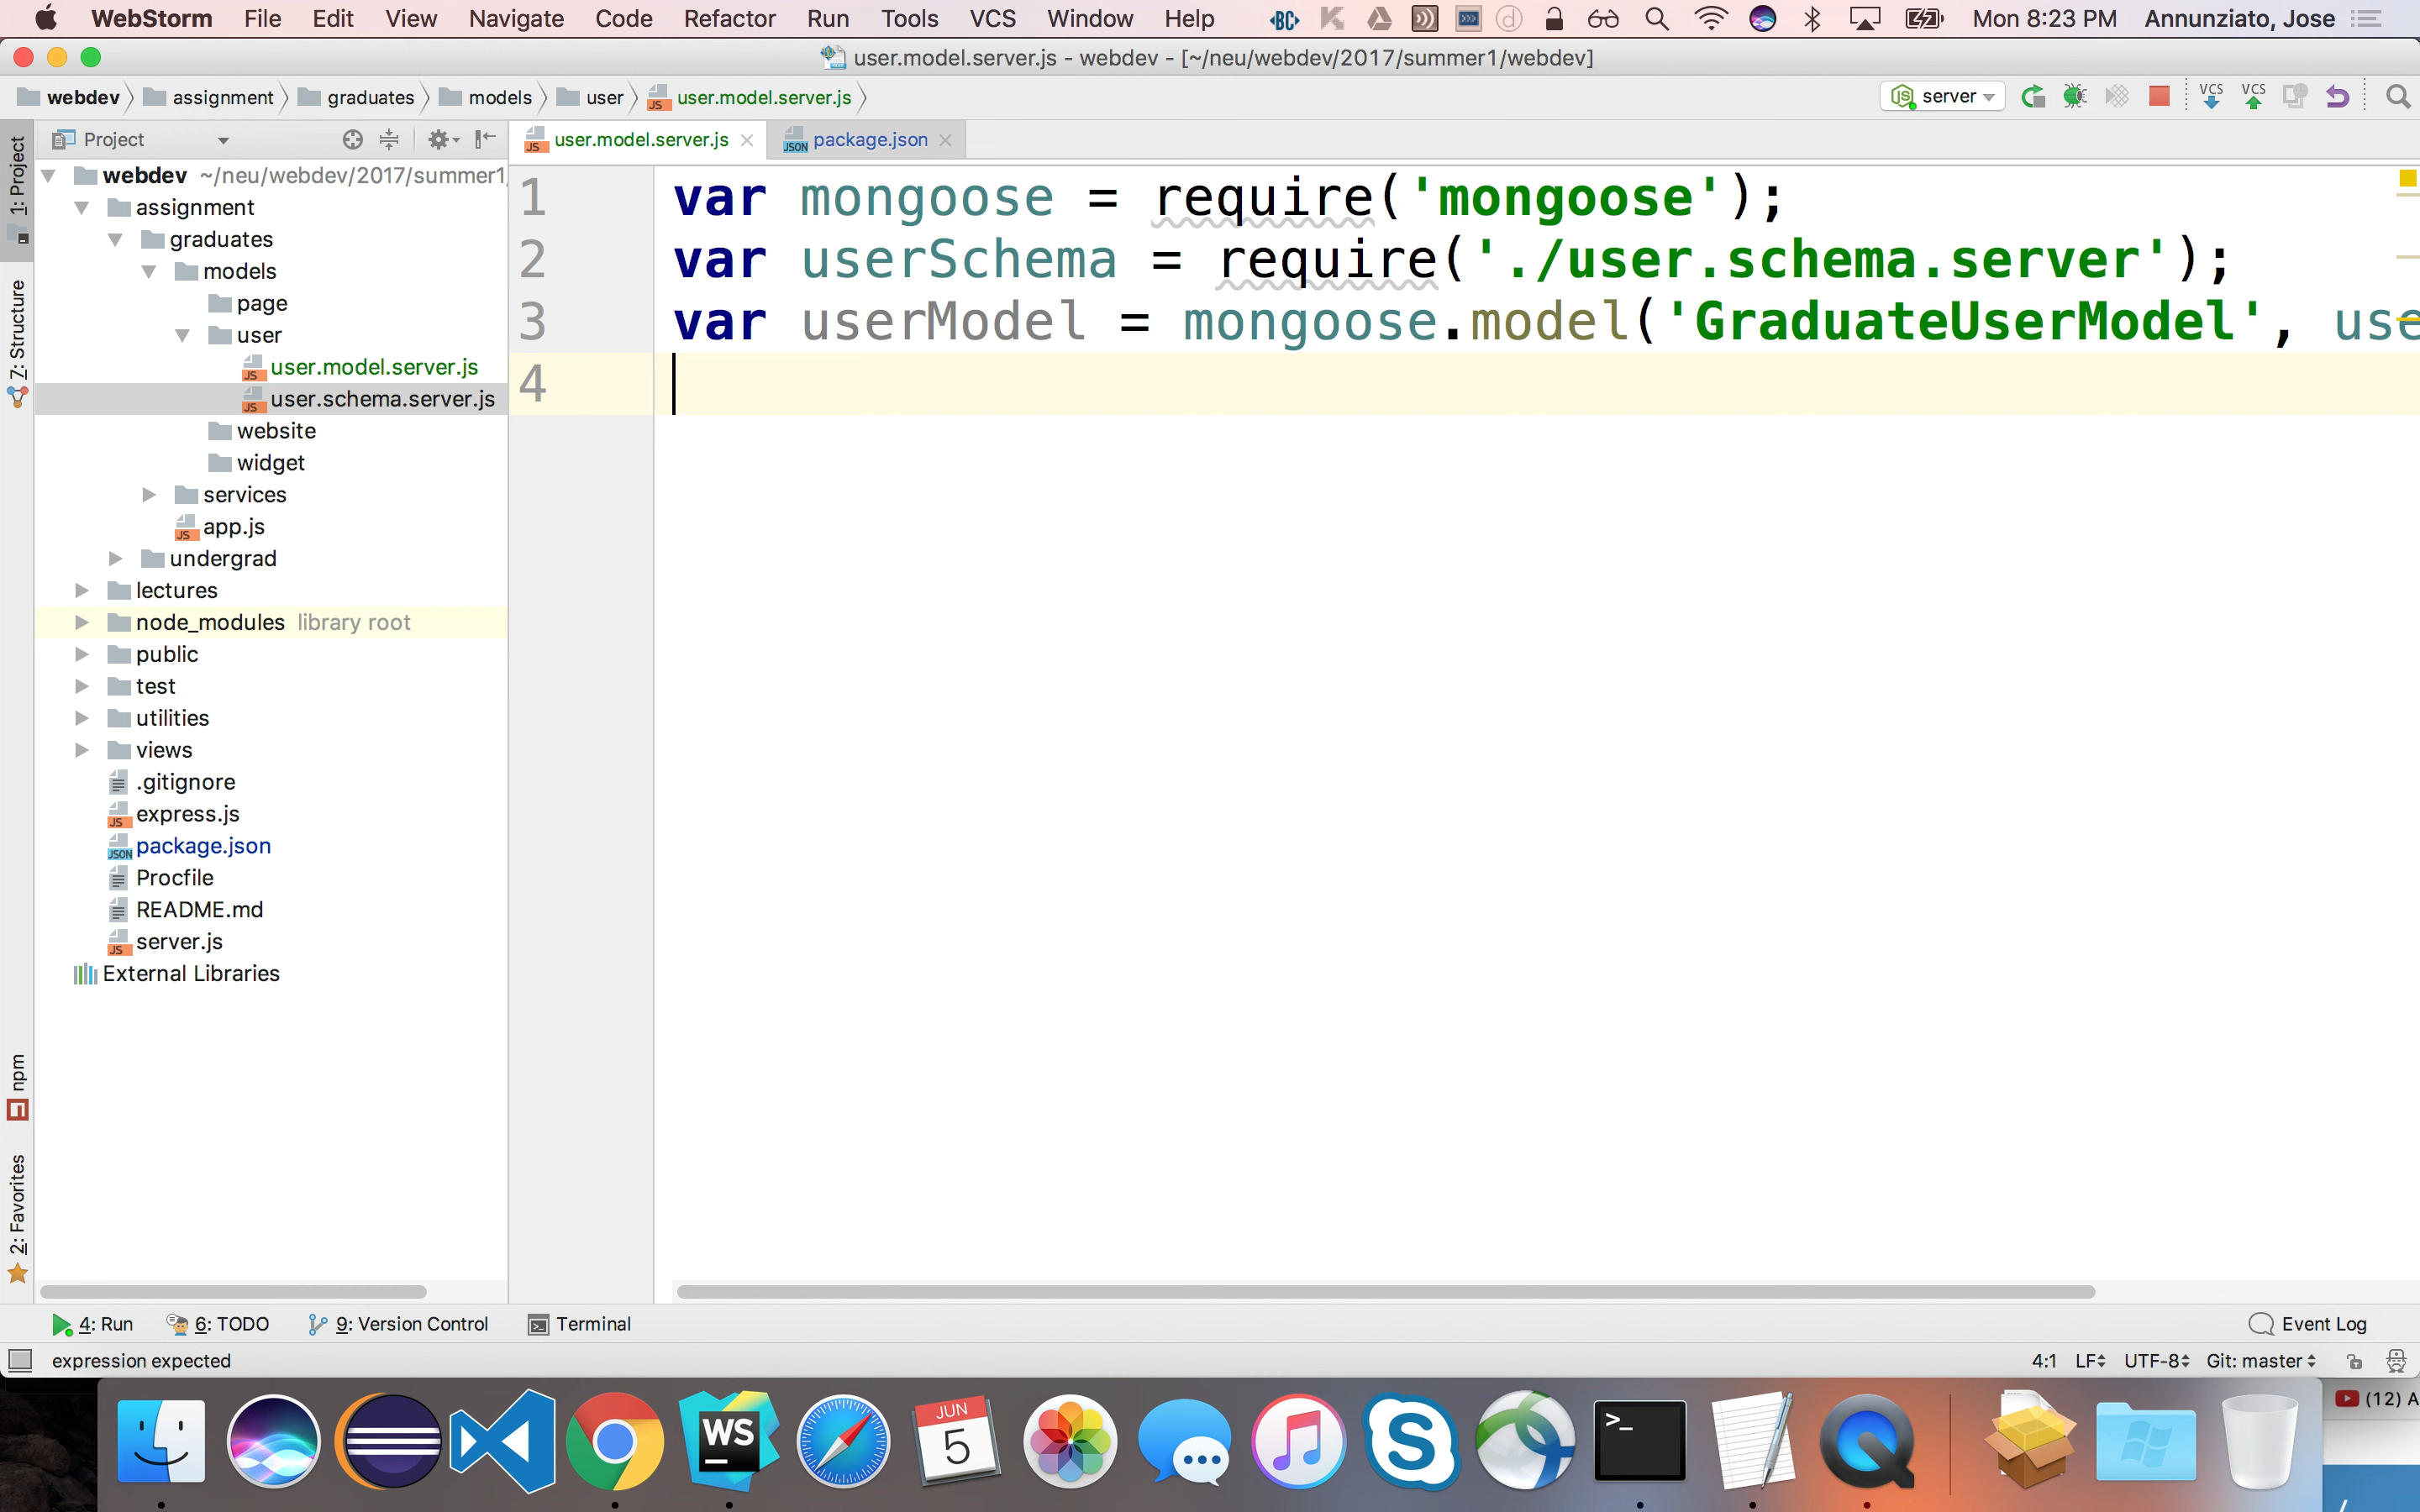 WebStorm File Edit View Navigate Code Refactor Run Tools VCS Window Help BC Mon 8:23 PM Annunziato, Jose
user.model.server.js - webdev - [~/neu/webdev/2017/summer1/webdev]
webdev assignment graduates models user user.model.server.js server VCS VCS
Project user.model.server.js package.json
1: Project
7: Structure
npm
2: Favorites
webdev ~/neu/webdev/2017/summer1
assignment
graduates
models
page
user
user.model.server.js
user.schema.server.js
website
widget
services
app.js
undergrad
lectures
node_modules library root
public
test
utilities
views
.gitignore
express.js
package.json
Procfile
README.md
server.js
External Libraries
1 var mongoose = require('mongoose');
2 var userSchema = require('./user.schema.server');
3 var userModel = mongoose.model('GraduateUserModel', use
4
4: Run 6: TODO 9: Version Control Terminal Event Log
expression expected 4:1 LF UTF-8 Git: master
(12) A
WS
JUN
5
S
>_